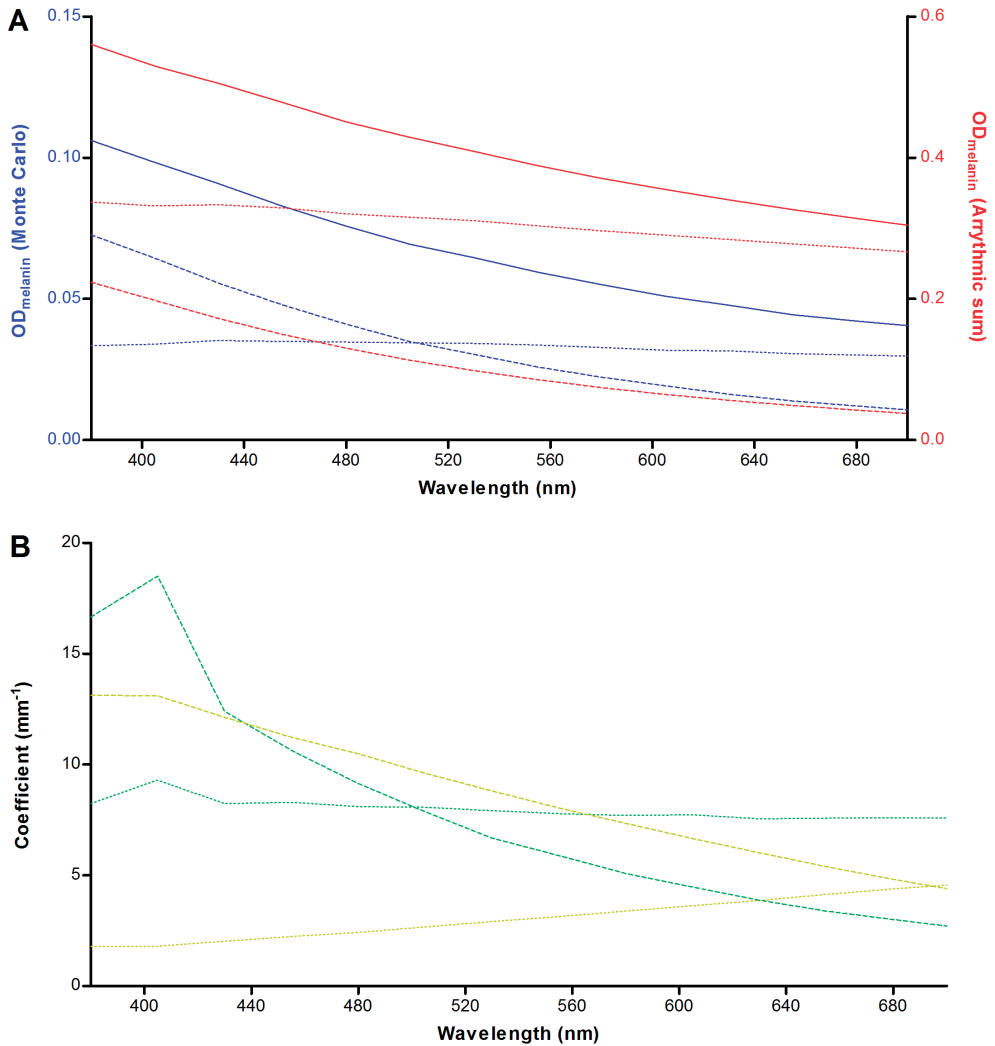 A
0.15
0.10
0.05
0.00
ODmelanin (Monte Carlo)
0.6
0.4
0.2
0.0
ODmelanin (Arrythmic sum)
400 440 480 520 560 600 640 680
Wavelength (nm)
B
20
15
10
5
0
Coefficient (mm-1)
400 440 480 520 560 600 640 680
Wavelength (nm)